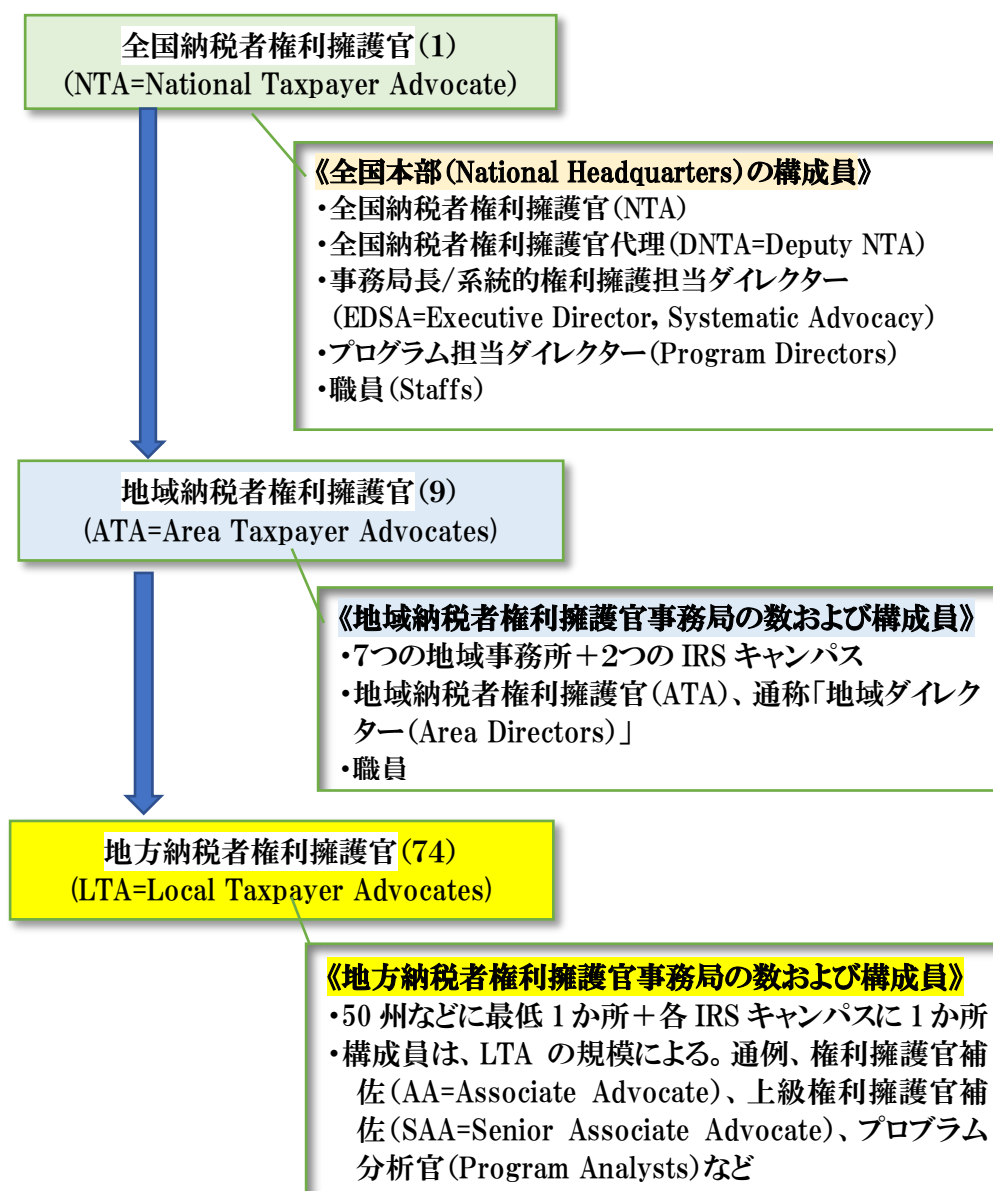 全国納税者権利擁護官(1)
(NTA=National Taxpayer Advocate)
《全国本部(National Headquarters)の構成員》
・全国納税者権利擁護官(NTA)
・全国納税者権利擁護官代理(DNTA=Deputy NTA)
・事務局長/系統的権利擁護担当ダイレクター
(EDSA=Executive Director, Systematic Advocacy)
・プログラム担当ダイレクター(Program Directors)
・職員(Staffs)
地域納税者権利擁護官(9)
(ATA=Area Taxpayer Advocates)
《地域納税者権利擁護官事務局の数および構成員》
・7つの地域事務所+2つの IRS キャンパス
・地域納税者権利擁護官(ATA)、通称「地域ダイレク
ター(Area Directors)」
・職員
地方納税者権利擁護官(74)
(LTA=Local Taxpayer Advocates)
《地方納税者権利擁護官事務局の数および構成員》
・50 州などに最低 1 か所+各 IRS キャンパスに 1 か所
・構成員は、LTA の規模による。通例、権利擁護官補
佐(AA=Associate Advocate)、上級権利擁護官補
佐(SAA=Senior Associate Advocate)、プロブラム
分析官(Program Analysts)など